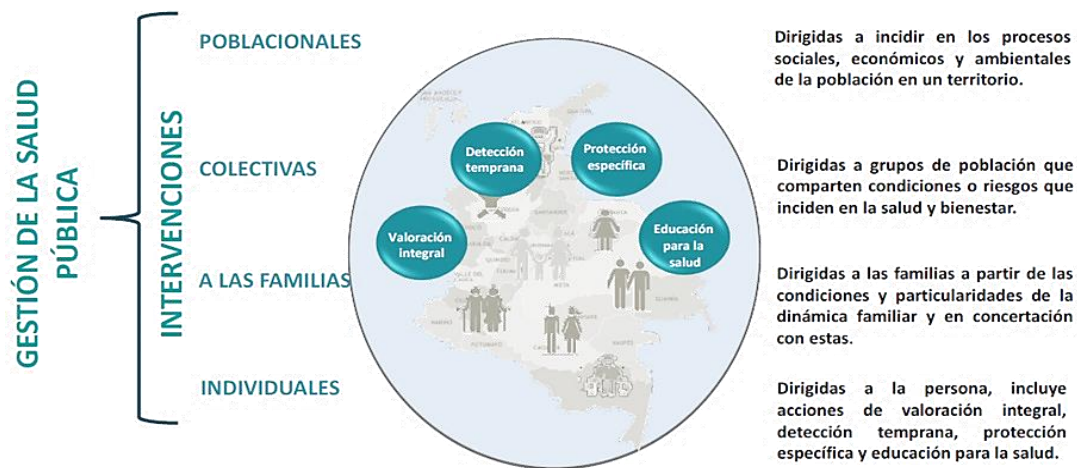 GESTIÓN DE LA SALUD
PÚBLICA
INTERVENCIONES
POBLACIONALES
COLECTIVAS
A LAS FAMILIAS
INDIVIDUALES
Detección
temprana
Protección
específica
Valoración
integral
Educación
para la
salud
Dirigidas a incidir en los procesos
sociales, económicos y ambientales
de la población en un territorio.
Dirigidas a grupos de población que
comparten condiciones o riesgos que
inciden en la salud y bienestar.
Dirigidas a las familias a partir de las
condiciones y particularidades de la
dinámica familiar y en concertación
con estas.
Dirigidas a la persona, incluye
acciones de valoración integral,
detección temprana, protección
específica y educación para la salud.